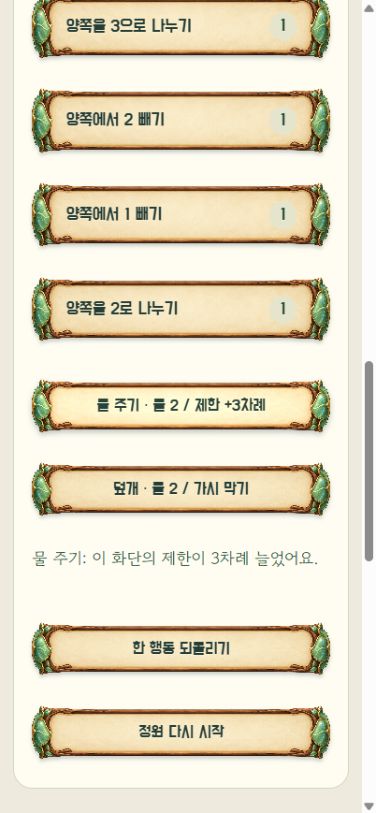 양쪽을 3으로 나누기 1
양쪽에서 2 빼기 1
양쪽에서 1 빼기 1
양쪽을 2로 나누기 1
물 주기 · 물 2 / 제한 +3차례
덮개 · 물 2 / 가시 막기
물 주기: 이 화단의 제한이 3차례 늘었어요.
한 행동 되돌리기
정원 다시 시작